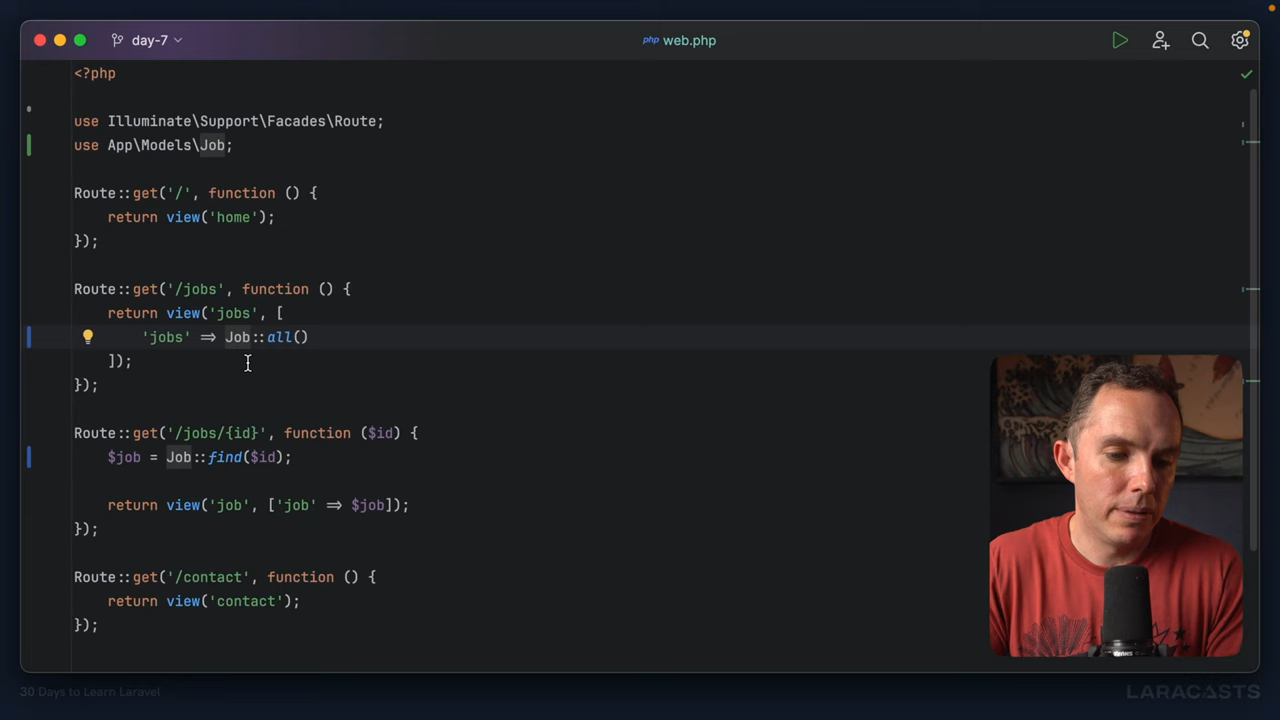 day-7
php web.php
<?php
use Illuminate\Support\Facades\Route;
use App\Models\Job;
Route::get('/', function () {
    return view('home');
});
Route::get('/jobs', function () {
    return view('jobs', [
        'jobs' => Job::all()
    ]);
});
Route::get('/jobs/{id}', function ($id) {
    $job = Job::find($id);
    return view('job', ['job' => $job]);
});
Route::get('/contact', function () {
    return view('contact');
});
30 Days to Learn Laravel
LARACASTS